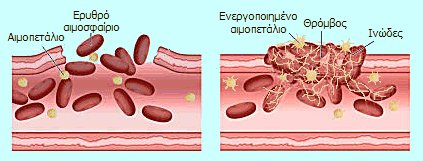 Ερυθρό
αιμοσφαίριο
Αιμοπετάλιο
Ενεργοποιημένο
αιμοπετάλιο
Θρόμβος
Ινώδες